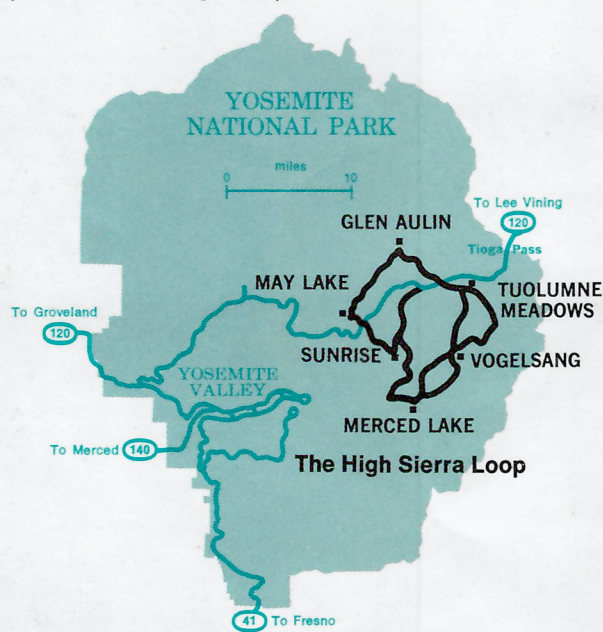 YOSEMITE
NATIONAL PARK
miles
0 10
To Lee Vining
120
GLEN AULIN
Tioga Pass
MAY LAKE
TUOLUMNE
MEADOWS
To Groveland
120
SUNRISE
VOGELSANG
YOSEMITE
VALLEY
MERCED LAKE
To Merced 140
The High Sierra Loop
41 To Fresno